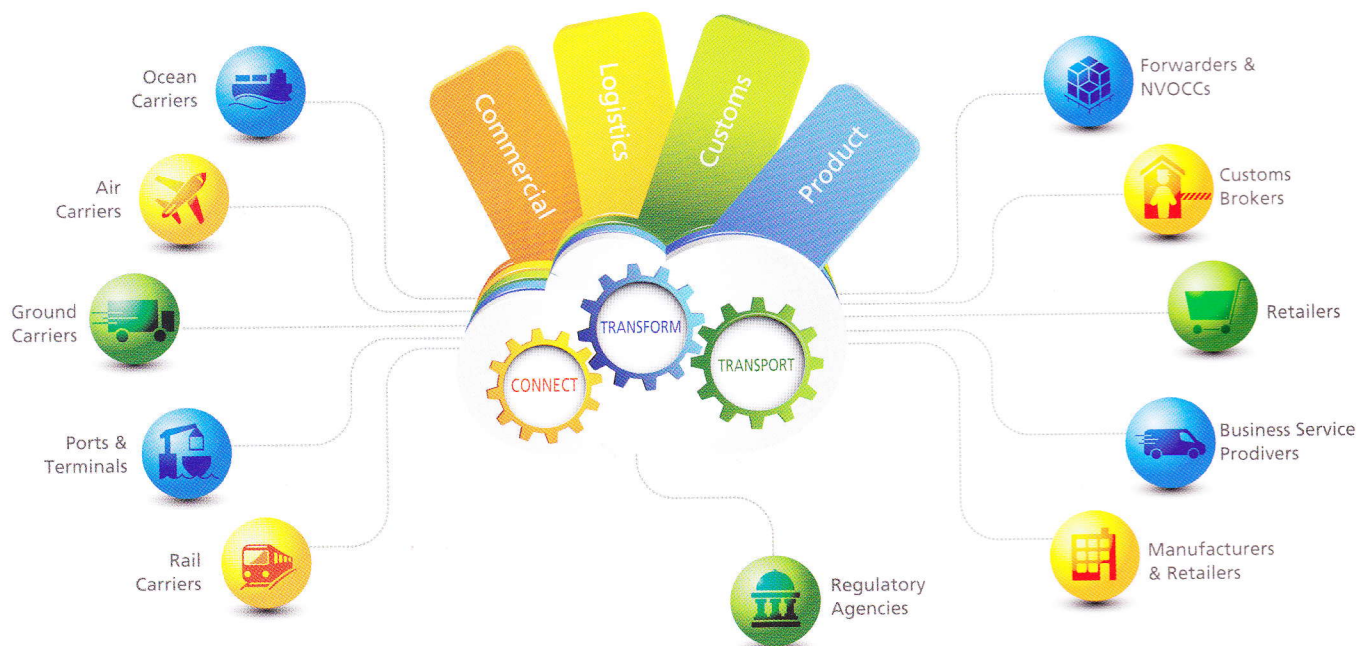 Ocean
Carriers
Air
Carriers
Ground
Carriers
Ports &
Terminals
Rail
Carriers
Commercial
Logistics
Customs
Product
CONNECT
TRANSFORM
TRANSPORT
Regulatory
Agencies
Forwarders &
NVOCCs
Customs
Brokers
Retailers
Business Service
Prodivers
Manufacturers
& Retailers